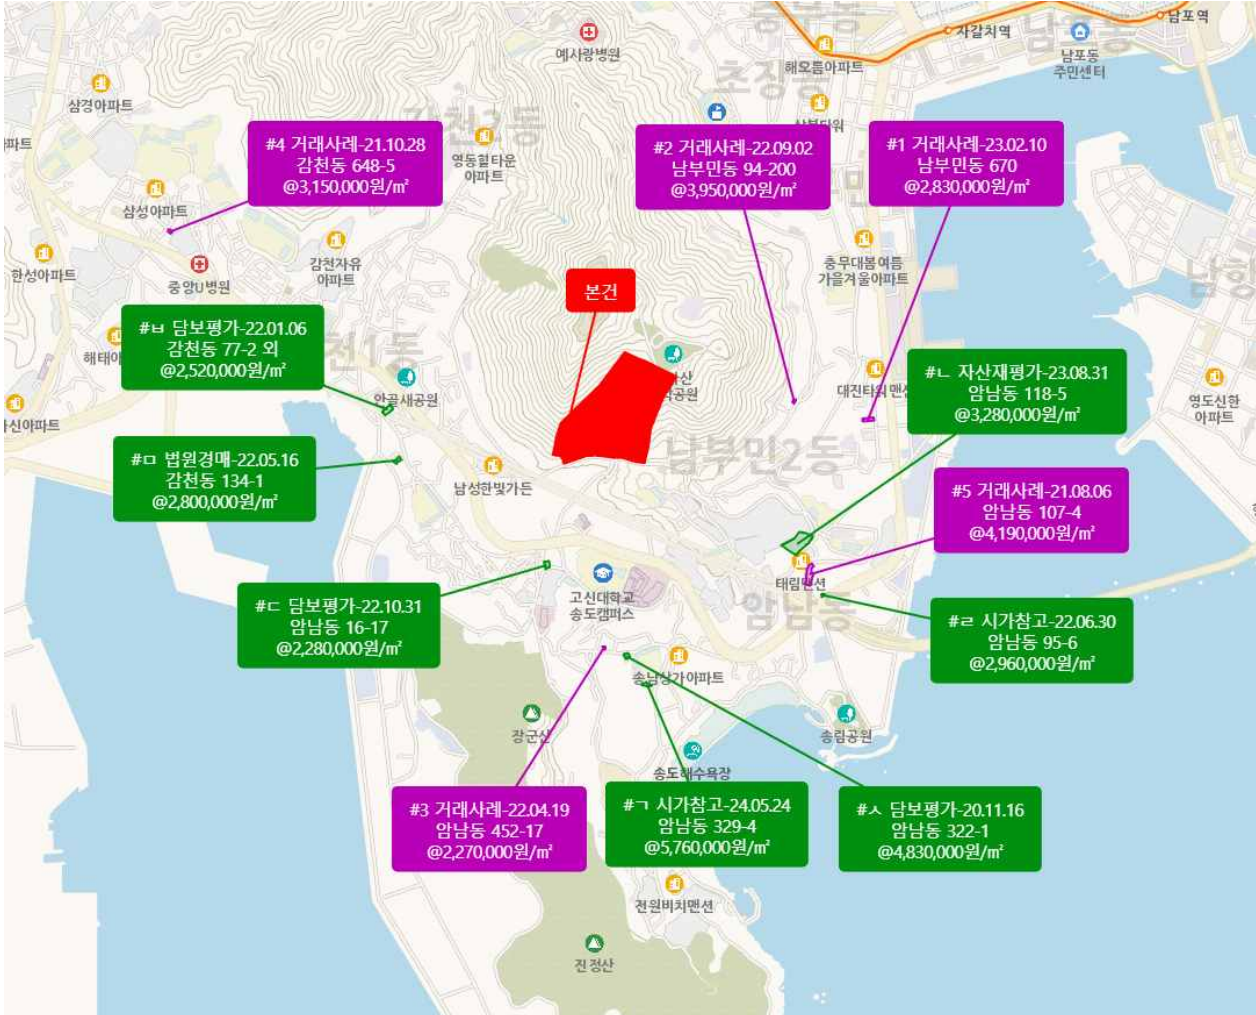 남포역
자갈치역
예사랑병원
해오름아파트
남포동
주민센터
삼경아파트
초장동
영동힐타운
아파트
#4 거래사례-21.10.28
감천동 648-5
@3,150,000원/㎡
#2 거래사례-22.09.02
남부민동 94-200
@3,950,000원/㎡
#1 거래사례-23.02.10
남부민동 670
@2,830,000원/㎡
삼성아파트
한성아파트
중앙U병원
감천자유
아파트
충무대봄여름
가을겨울아파트
본건
#ㅂ 담보평가-22.01.06
감천동 77-2 외
@2,520,000원/㎡
안골새공원
대진타워맨션
#ㄴ 자산재평가-23.08.31
암남동 118-5
@3,280,000원/㎡
영도신한
아파트
#ㅁ 법원경매-22.05.16
감천동 134-1
@2,800,000원/㎡
남부민2동
남성한빛가든
#5 거래사례-21.08.06
암남동 107-4
@4,190,000원/㎡
태림맨션
고신대학교
송도캠퍼스
암남동
#ㄷ 담보평가-22.10.31
암남동 16-17
@2,280,000원/㎡
#ㄹ 시가참고-22.06.30
암남동 95-6
@2,960,000원/㎡
송남상가아파트
장군산
송림공원
송도해수욕장
#3 거래사례-22.04.19
암남동 452-17
@2,270,000원/㎡
#ㄱ 시가참고-24.05.24
암남동 329-4
@5,760,000원/㎡
#ㅅ 담보평가-20.11.16
암남동 322-1
@4,830,000원/㎡
전원비치맨션
진정산